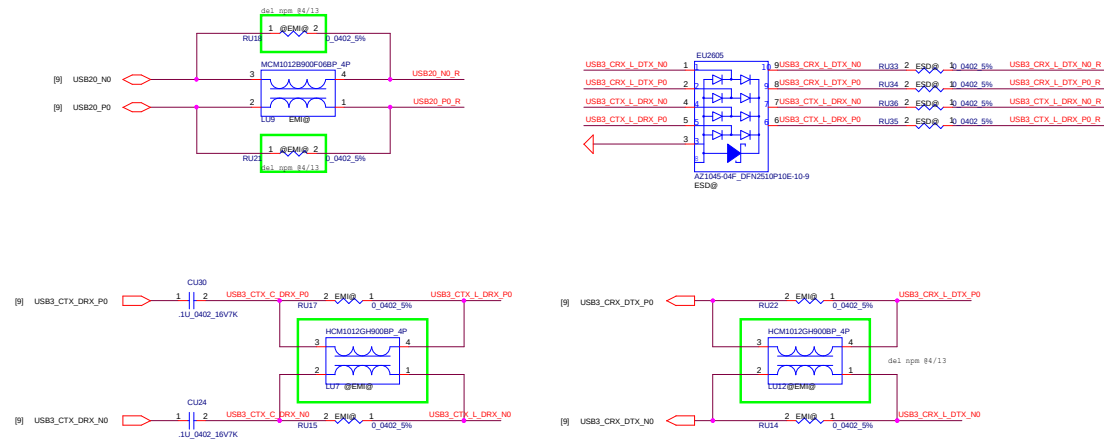 del npm @4/13
1 @EMI@ 2
RU18 0_0402_5%
MCM1012B900F06BP_4P
[9] USB20_N0 3 4 USB20_N0_R
[9] USB20_P0 2 1 USB20_P0_R
LU9 EMI@
1 @EMI@ 2
RU21 0_0402_5%
del npm @4/13
EU2605
USB3_CRX_L_DTX_N0 1 1 10 9 USB3_CRX_L_DTX_N0 RU33 2 ESD@ 1 0_0402_5% USB3_CRX_L_DTX_N0_R
USB3_CRX_L_DTX_P0 2 2 9 8 USB3_CRX_L_DTX_P0 RU34 2 ESD@ 1 0_0402_5% USB3_CRX_L_DTX_P0_R
USB3_CTX_L_DRX_N0 4 4 7 7 USB3_CTX_L_DRX_N0 RU36 2 ESD@ 1 0_0402_5% USB3_CTX_L_DRX_N0_R
USB3_CTX_L_DRX_P0 5 5 6 6 USB3_CTX_L_DRX_P0 RU35 2 ESD@ 1 0_0402_5% USB3_CTX_L_DRX_P0_R
3 3
AZ1045-04F_DFN2510P10E-10-9
ESD@
CU30
[9] USB3_CTX_DRX_P0 1 2 USB3_CTX_C_DRX_P0 2 EMI@ 1 USB3_CTX_L_DRX_P0
.1U_0402_16V7K RU17 0_0402_5%
HCM1012GH900BP_4P
3 4
2 1
LU7 @EMI@
CU24
[9] USB3_CTX_DRX_N0 1 2 USB3_CTX_C_DRX_N0 2 EMI@ 1 USB3_CTX_L_DRX_N0
.1U_0402_16V7K RU15 0_0402_5%
[9] USB3_CRX_DTX_P0 2 EMI@ 1 USB3_CRX_L_DTX_P0
RU22 0_0402_5%
HCM1012GH900BP_4P
3 4
del npm @4/13
2 1
LU12@EMI@
[9] USB3_CRX_DTX_N0 2 EMI@ 1 USB3_CRX_L_DTX_N0
RU14 0_0402_5%